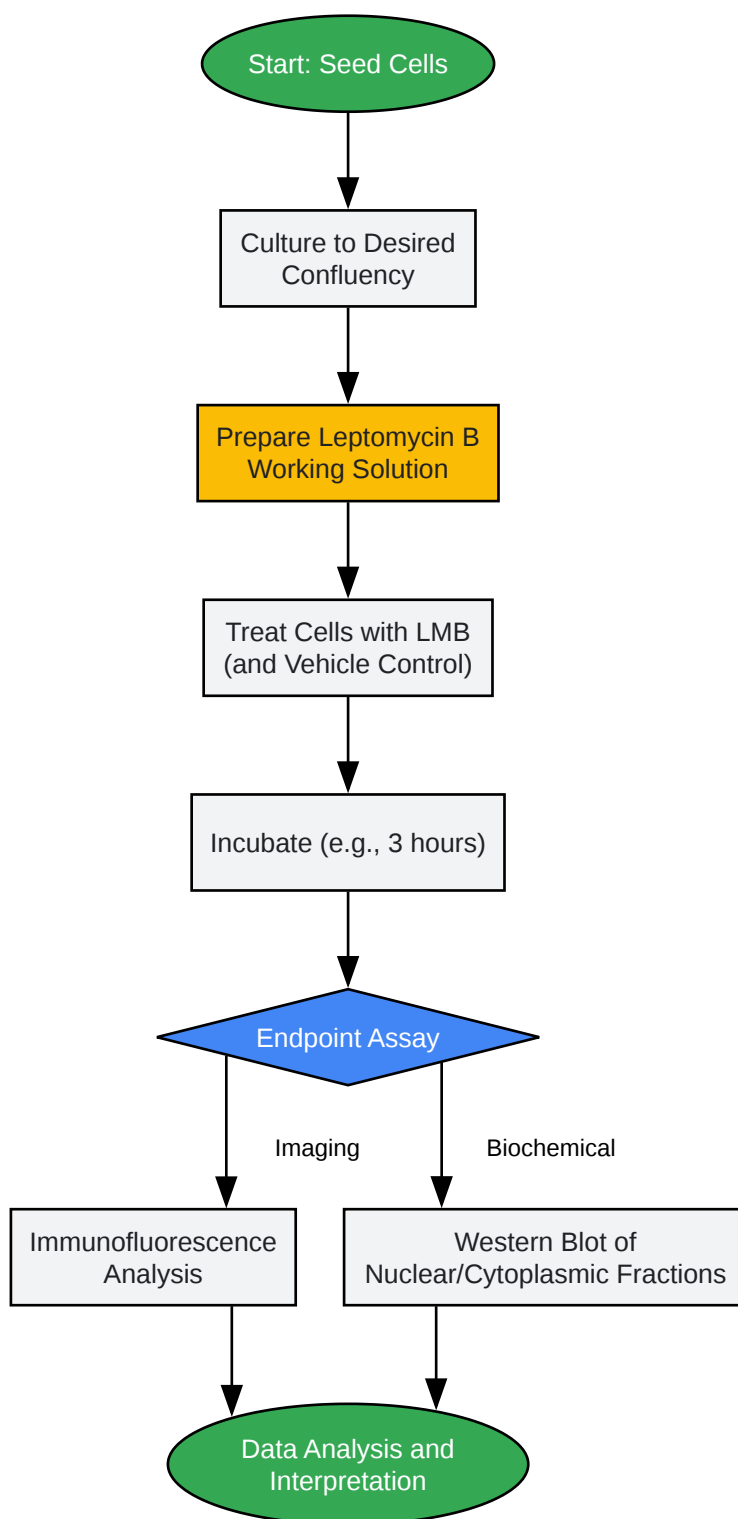 Start: Seed Cells
Culture to Desired
Confluency
Prepare Leptomycin B
Working Solution
Treat Cells with LMB
(and Vehicle Control)
Incubate (e.g., 3 hours)
Endpoint Assay
Imaging
Biochemical
Immunofluorescence
Analysis
Western Blot of
Nuclear/Cytoplasmic Fractions
Data Analysis and
Interpretation